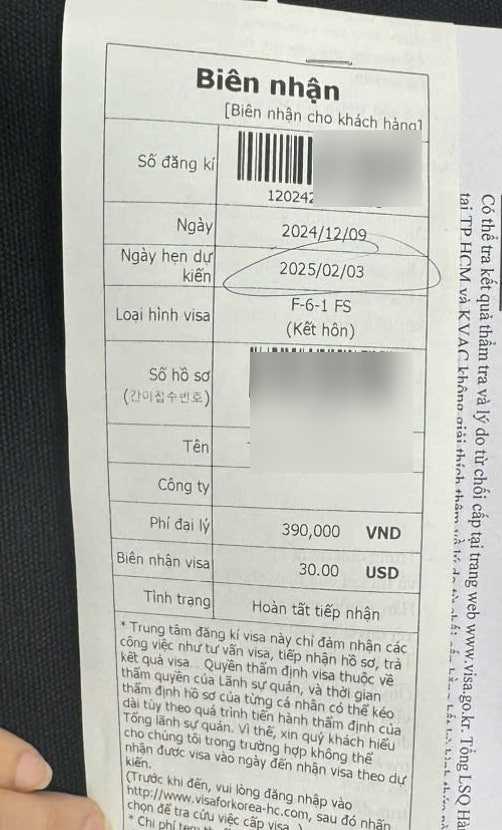 Biên nhận
[Biên nhận cho khách hàng]
Số đăng kí
120242
Ngày
2024/12/09
Ngày hẹn dự
kiến
2025/02/03
Loại hình visa
F-6-1 FS
(Kết hôn)
Số hồ sơ
(간이접수번호)
Tên
Công ty
Phí đại lý
390,000 VND
Biên nhận visa
30.00 USD
Tình trạng
Hoàn tất tiếp nhận
* Trung tâm đăng kí visa này chỉ đảm nhận các
công việc như tư vấn visa, tiếp nhận hồ sơ, trả
kết quả visa. . Quyền thẩm định visa thuộc về
thẩm quyền của Lãnh sự quán, và thời gian
thẩm định hồ sơ của từng cá nhân có thể kéo
dài tùy theo quá trình tiến hành thẩm định của
Tổng lãnh sự quán. Vì thế, xin quý khách hiểu
cho chúng tôi trong trường hợp không thể
nhận được visa vào ngày đến nhận visa theo dự
kiến.
(Trước khi đến, vui lòng đăng nhập vào
http://www.visaforkorea-hc.com, sau đó nhấn
chọn để tra cứu việc cấp visa. )
* Chi phí
Có thể tra kết quả thẩm tra và lý do từ chối cấp tại trang web www.visa.go.kr. Tổng LSQ Hà
tại TP HCM và KVAC không giải thích thêm về lý do từ chối